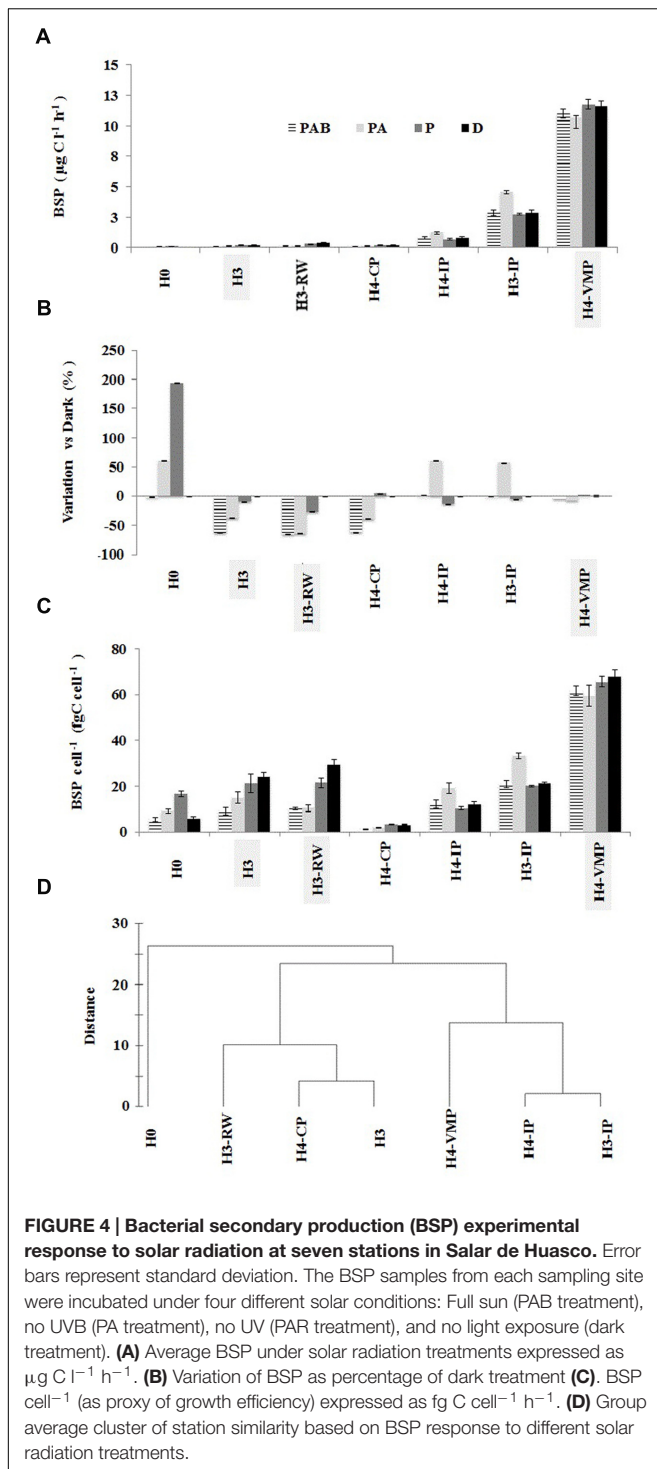 A
BSP (µg C l⁻¹ h⁻¹)
15
13
10
8
5
3
0
PAB PA P D
H0 H3 H3-RW H4-CP H4-IP H3-IP H4-VMP
B
Variation vs Dark (%)
250
200
150
100
50
0
-50
-100
H0 H3 H3-RW H4-CP H4-IP H3-IP H4-VMP
C
BSP cell⁻¹ (fgC cell⁻¹)
80
60
40
20
0
H0 H3 H3-RW H4-CP H4-IP H3-IP H4-VMP
D
Distance
30
20
10
0
H0 H3-RW H4-CP H3 H4-VMP H4-IP H3-IP
FIGURE 4 | Bacterial secondary production (BSP) experimental
response to solar radiation at seven stations in Salar de Huasco. Error
bars represent standard deviation. The BSP samples from each sampling site
were incubated under four different solar conditions: Full sun (PAB treatment),
no UVB (PA treatment), no UV (PAR treatment), and no light exposure (dark
treatment). (A) Average BSP under solar radiation treatments expressed as
µg C l⁻¹ h⁻¹. (B) Variation of BSP as percentage of dark treatment (C). BSP
cell⁻¹ (as proxy of growth efficiency) expressed as fg C cell⁻¹ h⁻¹. (D) Group
average cluster of station similarity based on BSP response to different solar
radiation treatments.